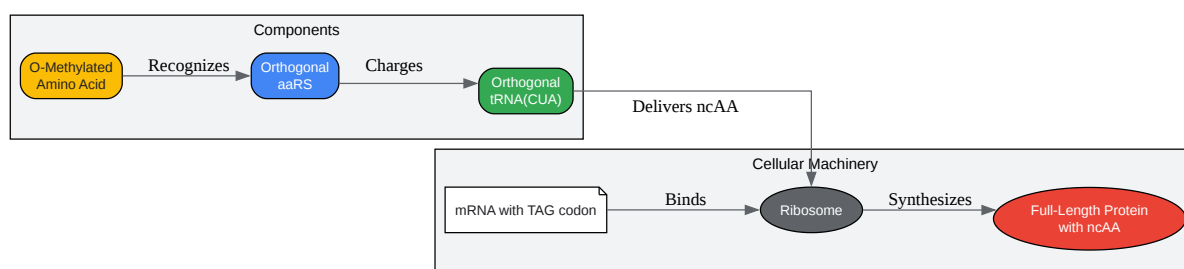 Components
O-Methylated
Amino Acid
Recognizes
Orthogonal
aaRS
Charges
Orthogonal
tRNA(CUA)
Delivers ncAA
Cellular Machinery
mRNA with TAG codon
Binds
Ribosome
Synthesizes
Full-Length Protein
with ncAA